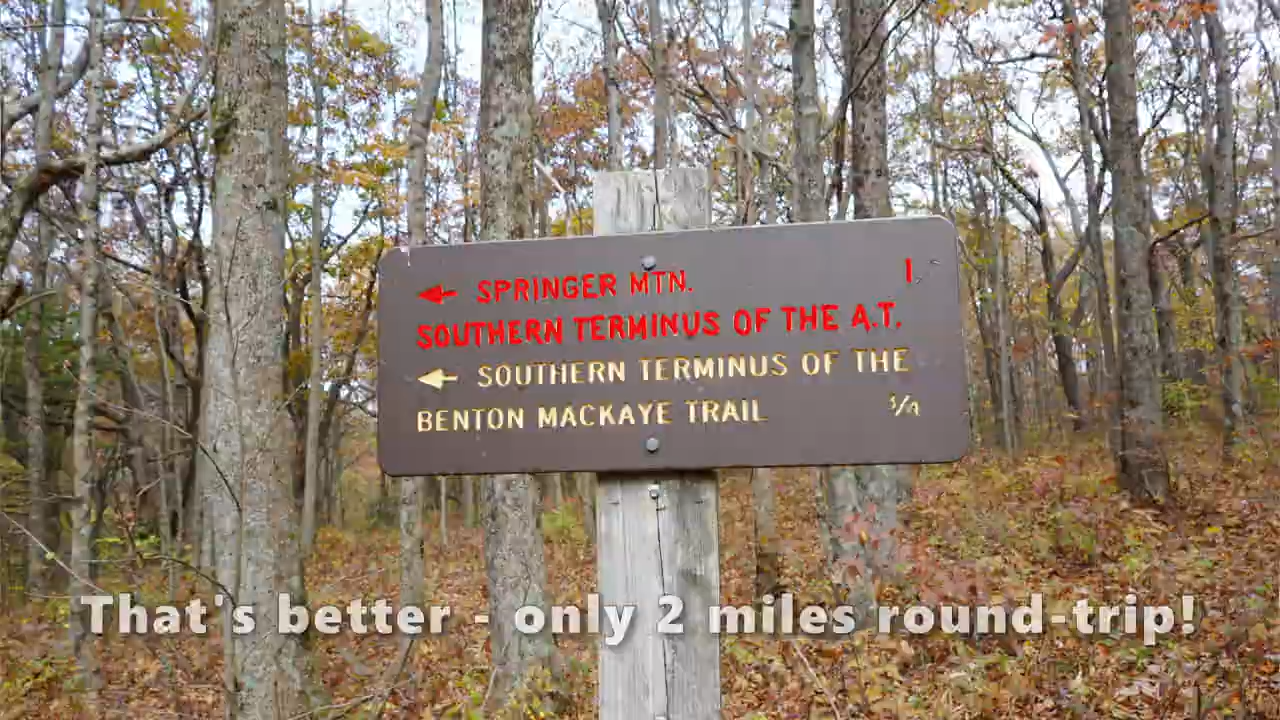 ← SPRINGER MTN. 1
SOUTHERN TERMINUS OF THE A.T.
← SOUTHERN TERMINUS OF THE
BENTON MACKAYE TRAIL 3/4
That's better - only 2 miles round-trip!